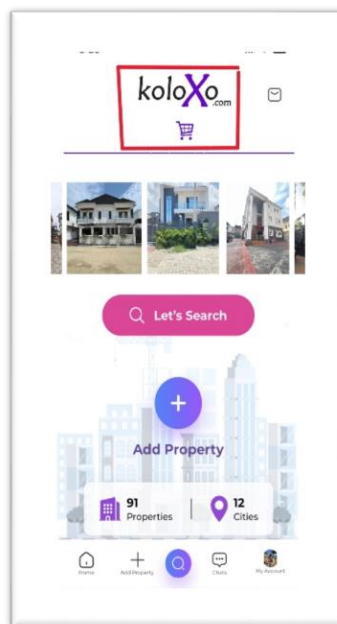 koloXo
.com
Let's Search
Add Property
91
Properties
12
Cities
Home
Add Property
Chats
My Account